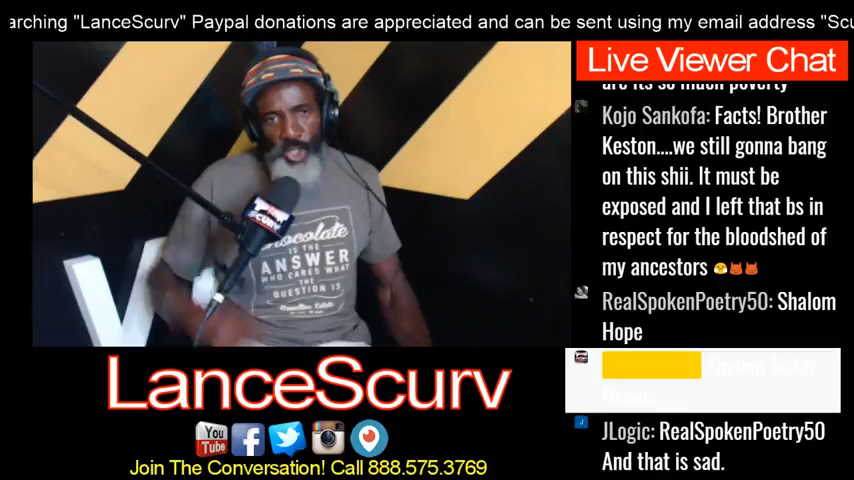 arching "LanceScurv" Paypal donations are appreciated and can be sent using my email address "Scu
Live Viewer Chat
are its so much poverty
Kojo Sankofa: Facts! Brother
Keston....we still gonna bang
on this shii. It must be
exposed and I left that bs in
respect for the bloodshed of
my ancestors
RealSpokenPoetry50: Shalom
Hope
JLogic: RealSpokenPoetry50
And that is sad.
SCURV
Chocolate
IS THE
ANSWER
WHO CARES WHAT
THE
QUESTION IS
LanceScurv
You
Tube
Join The Conversation! Call 888.575.3769